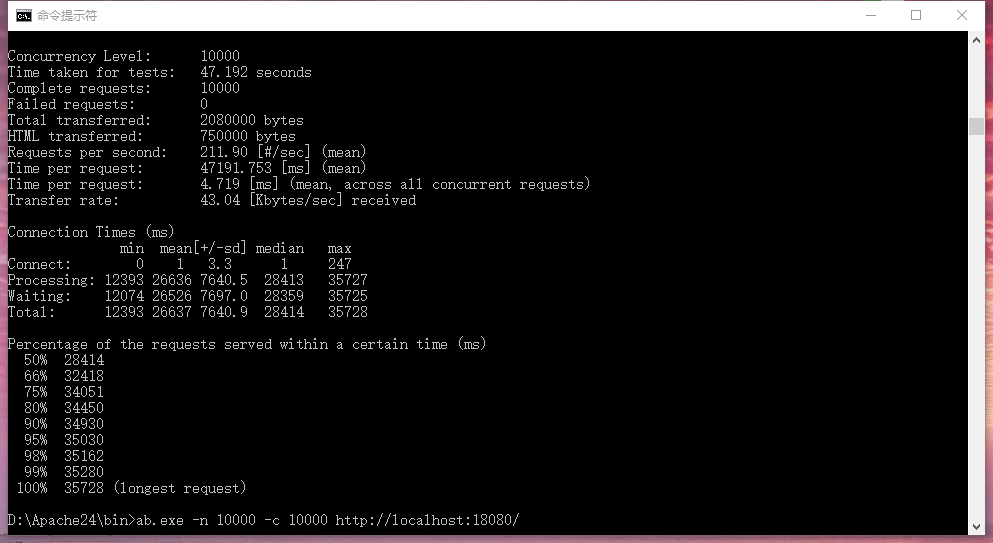 命令提示符
Concurrency Level:      10000
Time taken for tests:   47.192 seconds
Complete requests:      10000
Failed requests:        0
Total transferred:      2080000 bytes
HTML transferred:       750000 bytes
Requests per second:    211.90 [#/sec] (mean)
Time per request:       47191.753 [ms] (mean)
Time per request:       4.719 [ms] (mean, across all concurrent requests)
Transfer rate:          43.04 [Kbytes/sec] received
Connection Times (ms)
              min  mean[+/-sd] median   max
Connect:        0    1   3.3      1     247
Processing: 12393 26636 7640.5  28413   35727
Waiting:    12074 26526 7697.0  28359   35725
Total:      12393 26637 7640.9  28414   35728
Percentage of the requests served within a certain time (ms)
  50%  28414
  66%  32418
  75%  34051
  80%  34450
  90%  34930
  95%  35030
  98%  35162
  99%  35280
 100%  35728 (longest request)
D:\Apache24\bin>ab.exe -n 10000 -c 10000 http://localhost:18080/